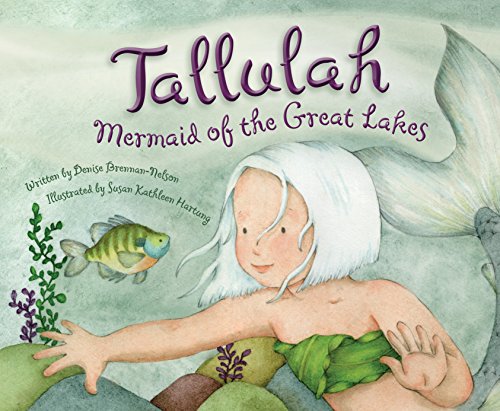 Tallulah
Mermaid of the Great Lakes
Written by Denise Brennan-Nelson
Illustrated by Susan Kathleen Hartung